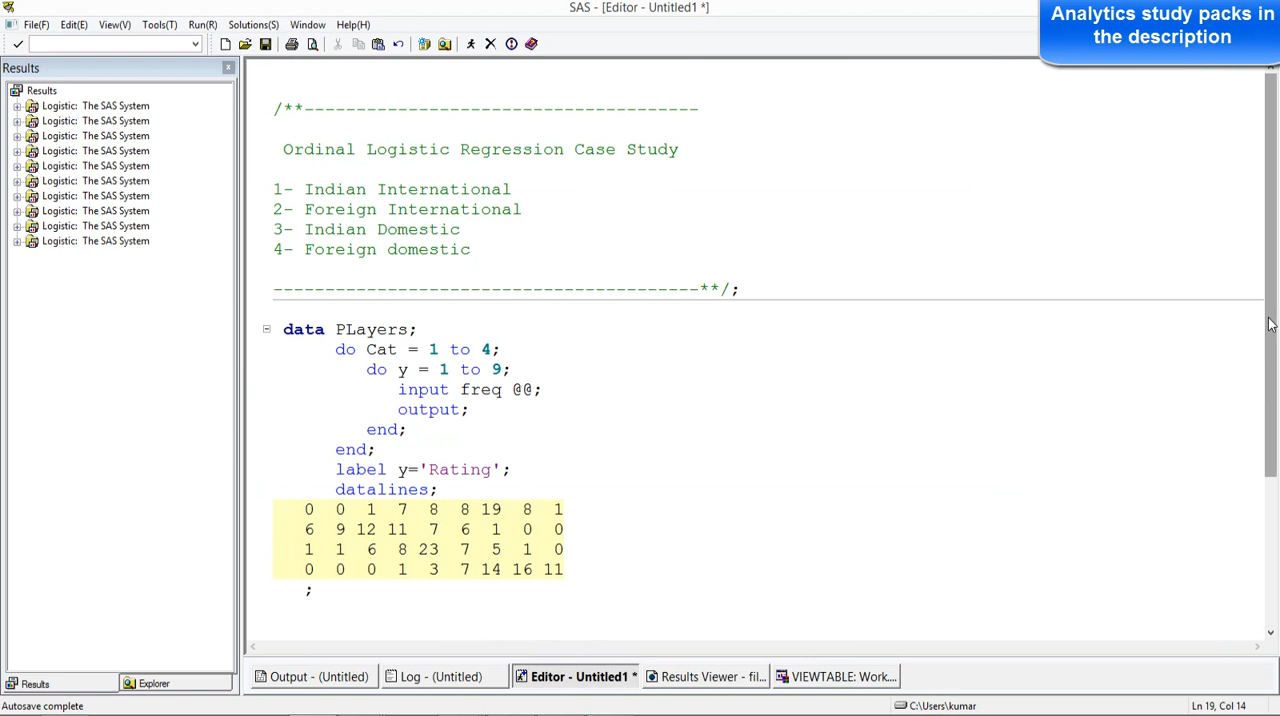 SAS - [Editor - Untitled1 *]
Analytics study packs in
the description
File(F) Edit(E) View(V) Tools(T) Run(R) Solutions(S) Window Help(H)
Results
Results
Logistic: The SAS System
Logistic: The SAS System
Logistic: The SAS System
Logistic: The SAS System
Logistic: The SAS System
Logistic: The SAS System
Logistic: The SAS System
Logistic: The SAS System
Logistic: The SAS System
Logistic: The SAS System
/**--------------------------------------
Ordinal Logistic Regression Case Study
1- Indian International
2- Foreign International
3- Indian Domestic
4- Foreign domestic
-----------------------------------------**/;
data PLayers;
do Cat = 1 to 4;
do y = 1 to 9;
input freq @@;
output;
end;
end;
label y='Rating';
datalines;
0 0 1 7 8 8 19 8 1
6 9 12 11 7 6 1 0 0
1 1 6 8 23 7 5 1 0
0 0 0 1 3 7 14 16 11
;
Results Explorer
Output - (Untitled) Log - (Untitled) Editor - Untitled1 * Results Viewer - fil... VIEWTABLE: Work....
Autosave complete C:\Users\kumar Ln 19, Col 14